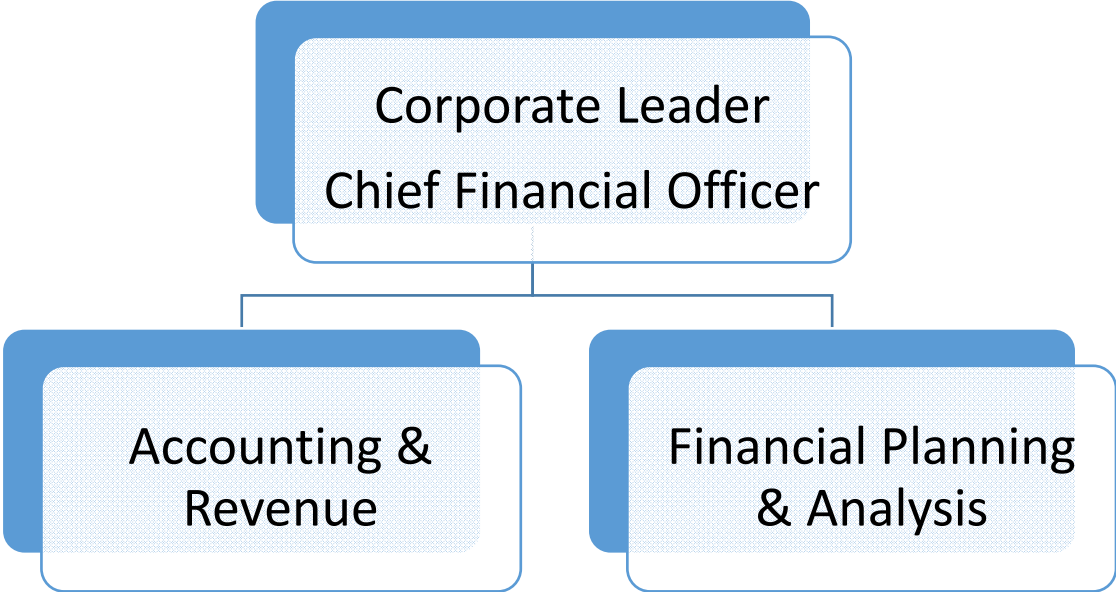 Corporate Leader
Chief Financial Officer
Accounting &
Revenue
Financial Planning
& Analysis